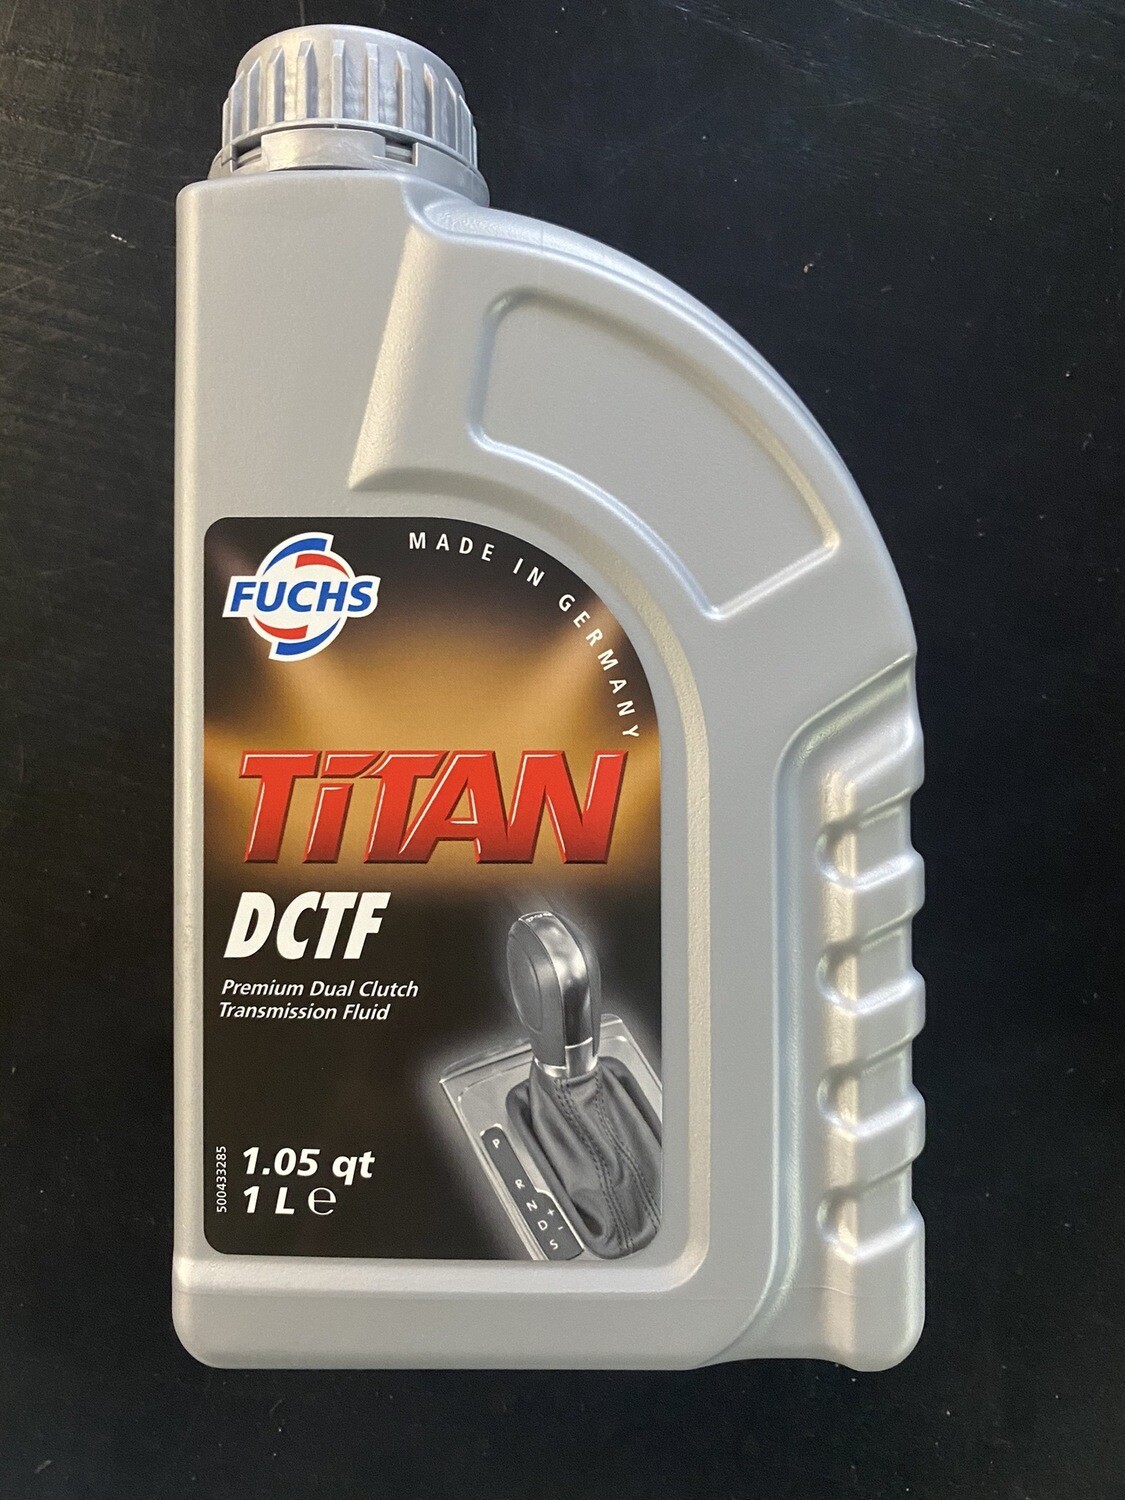 FUCHS
MADE IN GERMANY
TiTAN
DCTF
Premium Dual Clutch
Transmission Fluid
500433285
1.05 qt
1 L ℮
P
R
N +
D -
S